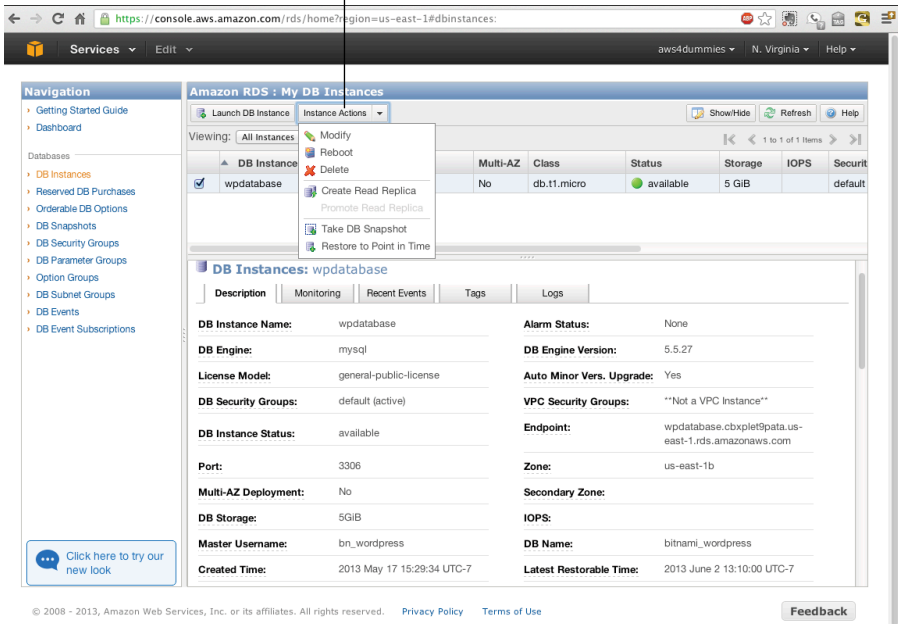 https://console.aws.amazon.com/rds/home?region=us-east-1#dbinstances:
ABP
Services Edit aws4dummies N. Virginia Help
Navigation
Getting Started Guide
Dashboard
Databases
DB Instances
Reserved DB Purchases
Orderable DB Options
DB Snapshots
DB Security Groups
DB Parameter Groups
Option Groups
DB Subnet Groups
DB Events
DB Event Subscriptions
Click here to try our
new look
Amazon RDS : My DB Instances
Launch DB Instance Instance Actions Show/Hide Refresh Help
Viewing: All Instances 1 to 1 of 1 Items
DB Instance Multi-AZ Class Status Storage IOPS Securit
wpdatabase No db.t1.micro available 5 GiB default
Modify
Reboot
Delete
Create Read Replica
Promote Read Replica
Take DB Snapshot
Restore to Point in Time
DB Instances: wpdatabase
Description Monitoring Recent Events Tags Logs
DB Instance Name: wpdatabase Alarm Status: None
DB Engine: mysql DB Engine Version: 5.5.27
License Model: general-public-license Auto Minor Vers. Upgrade: Yes
DB Security Groups: default (active) VPC Security Groups: **Not a VPC Instance**
DB Instance Status: available Endpoint: wpdatabase.cbxplet9pata.us-
east-1.rds.amazonaws.com
Port: 3306 Zone: us-east-1b
Multi-AZ Deployment: No Secondary Zone:
DB Storage: 5GiB IOPS:
Master Username: bn_wordpress DB Name: bitnami_wordpress
Created Time: 2013 May 17 15:29:34 UTC-7 Latest Restorable Time: 2013 June 2 13:10:00 UTC-7
© 2008 - 2013, Amazon Web Services, Inc. or its affiliates. All rights reserved. Privacy Policy Terms of Use Feedback